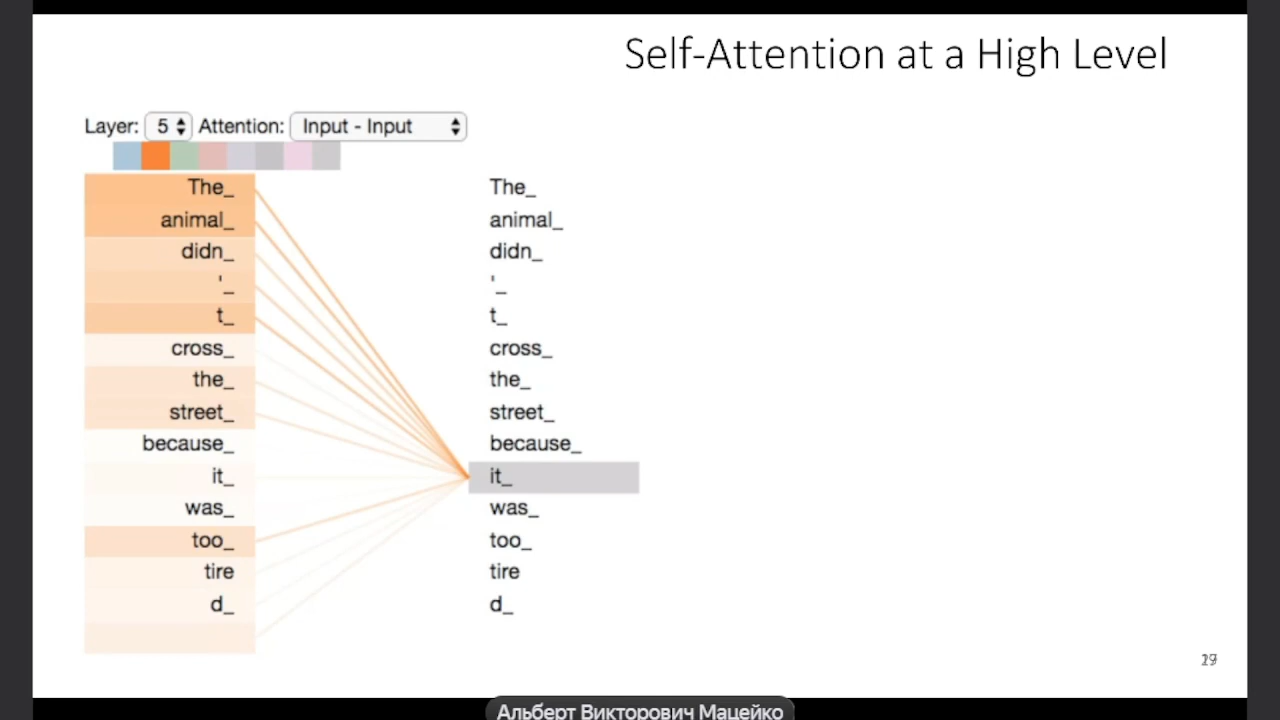 Self-Attention at a High Level
Layer: 5 Attention: Input - Input
The_ The_
animal_ animal_
didn_ didn_
'_ '_
t_ t_
cross_ cross_
the_ the_
street_ street_
because_ because_
it_ it_
was_ was_
too_ too_
tire tire
d_ d_
Альберт Викторович Мацейко